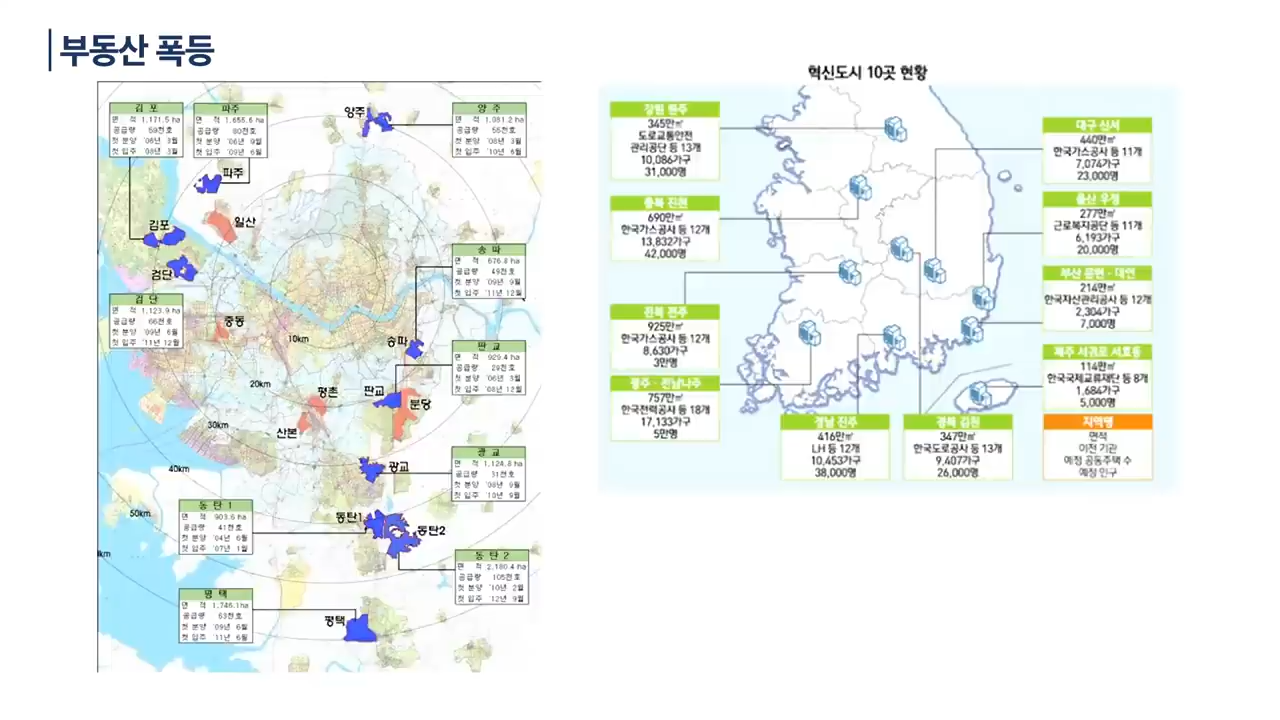 부동산 폭등
김포
면 적 1,171.5 ha
공급량 59천호
첫 분양 '06년 3월
첫 입주 '08년 3월
파주
면 적 1,655.6 ha
공급량 80천호
첫 분양 '06년 9월
첫 입주 '09년 6월
양주
양 주
면 적 1,081.2 ha
공급량 55천호
첫 입주 '10년 6월
파주
일산
김포
검단
송 파
면 적 676.8 ha
공급량 49천호
첫 분양 '09년 9월
첫 입주 '11년 12월
검 단
면 적 1,123.9 ha
공급량 66천호
첫 분양 '09년 6월
첫 입주 '11년 12월
중동
10km
송파
판 교
면 적 929.4 ha
공급량 29천호
첫 분양 '06년 3월
첫 입주 '08년 12월
20km
평촌
판교
분당
30km
산본
광 교
면 적 1,124.8 ha
공급량 31천호
첫 분양 '08년 9월
첫 입주 '10년 9월
40km
광교
동 탄 1
면 적 903.6 ha
공급량 41천호
첫 분양 '04년 6월
첫 입주 '07년 1월
50km
동탄1
동탄2
동 탄 2
면 적 2,180.4 ha
공급량 105천호
첫 분양 '10년 2월
첫 입주 '12년 9월
평 택
면 적 1,746.1ha
공급량 63천호
첫 분양 '09년 6월
첫 입주 '11년 6월
평택
혁신도시 10곳 현황
강원 원주
345만㎡
도로교통안전
관리공단 등 13개
10,086가구
31,000명
충북 진천
690만㎡
한국가스공사 등 12개
13,832가구
42,000명
전북 전주
925만㎡
한국가스공사 등 12개
8,630가구
3만명
광주·전남나주
757만㎡
한국전력공사 등 18개
17,133가구
5만명
경남 진주
416만㎡
LH 등 12개
10,453가구
38,000명
경북 김천
347만㎡
한국도로공사 등 13개
9,407가구
26,000명
대구 신서
440만㎡
한국가스공사 등 11개
7,074가구
23,000명
울산 우정
277만㎡
근로복지공단 등 11개
6,193가구
20,000명
부산 문현·대연
214만㎡
한국자산관리공사 등 12개
2,304가구
7,000명
제주 서귀포 서호동
114만㎡
한국국제교류재단 등 8개
1,684가구
5,000명
지역명
면적
이전 기관
예정 공동주택 수
예정 인구